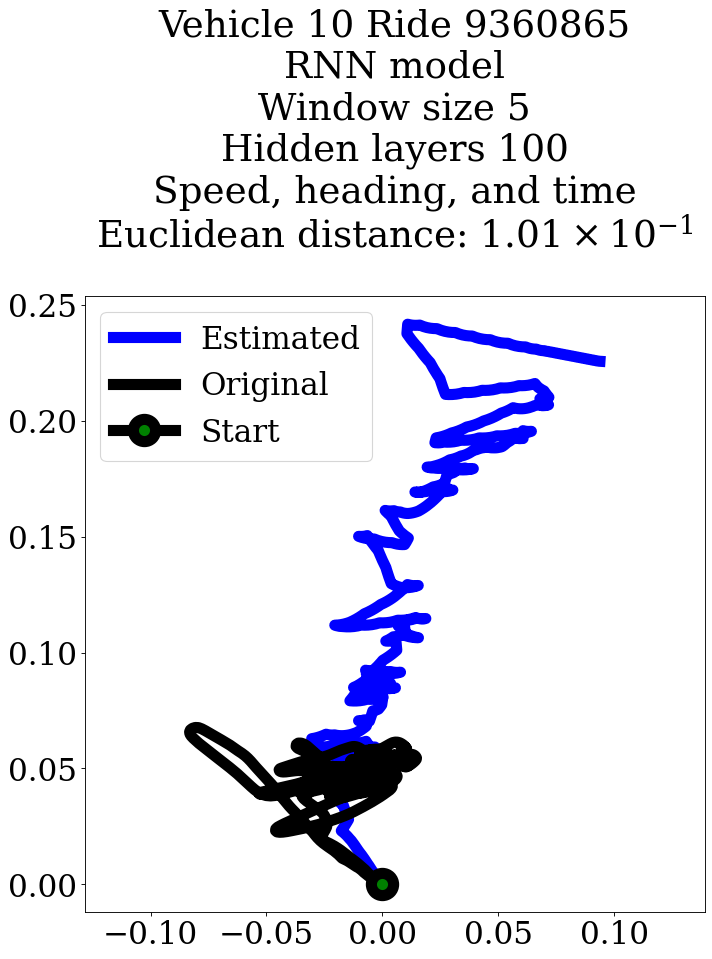 Vehicle 10 Ride 9360865
RNN model
Window size 5
Hidden layers 100
Speed, heading, and time
Euclidean distance: 1.01 × 10⁻¹
Estimated
Original
Start
0.25
0.20
0.15
0.10
0.05
0.00
−0.10 −0.05 0.00 0.05 0.10